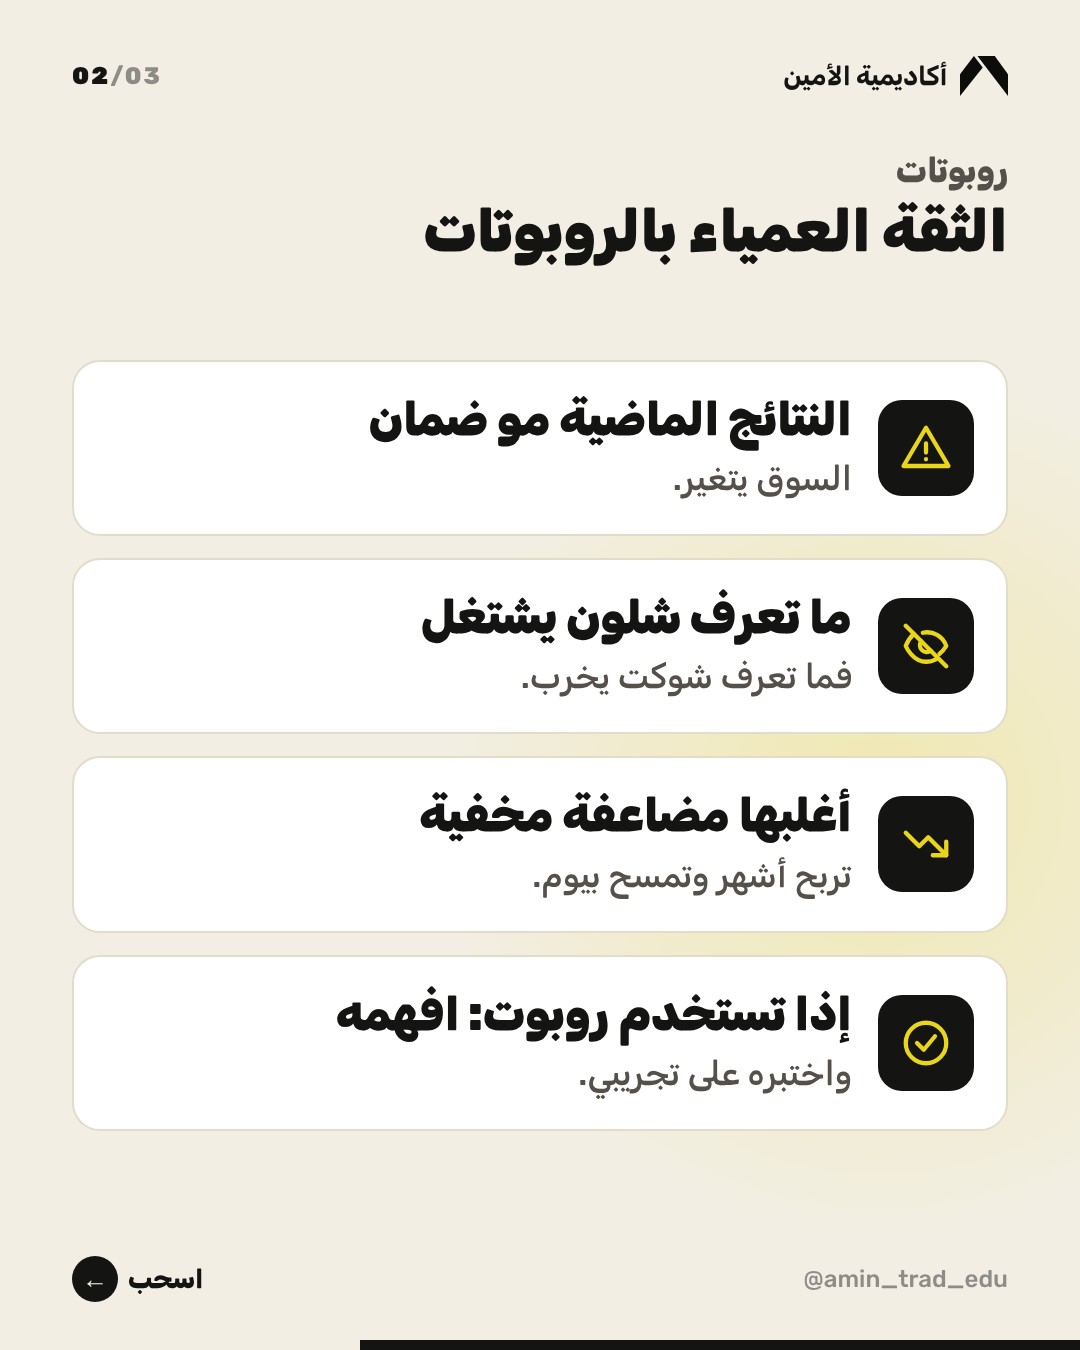 أكاديمية الأمين
02/03
روبوتات
الثقة العمياء بالروبوتات
النتائج الماضية مو ضمان
السوق يتغير.
ما تعرف شلون يشتغل
فما تعرف شوكت يخرب.
أغلبها مضاعفة مخفية
تربح أشهر وتمسح بيوم.
إذا تستخدم روبوت: افهمه
واختبره على تجريبي.
@amin_trad_edu
اسحب ←